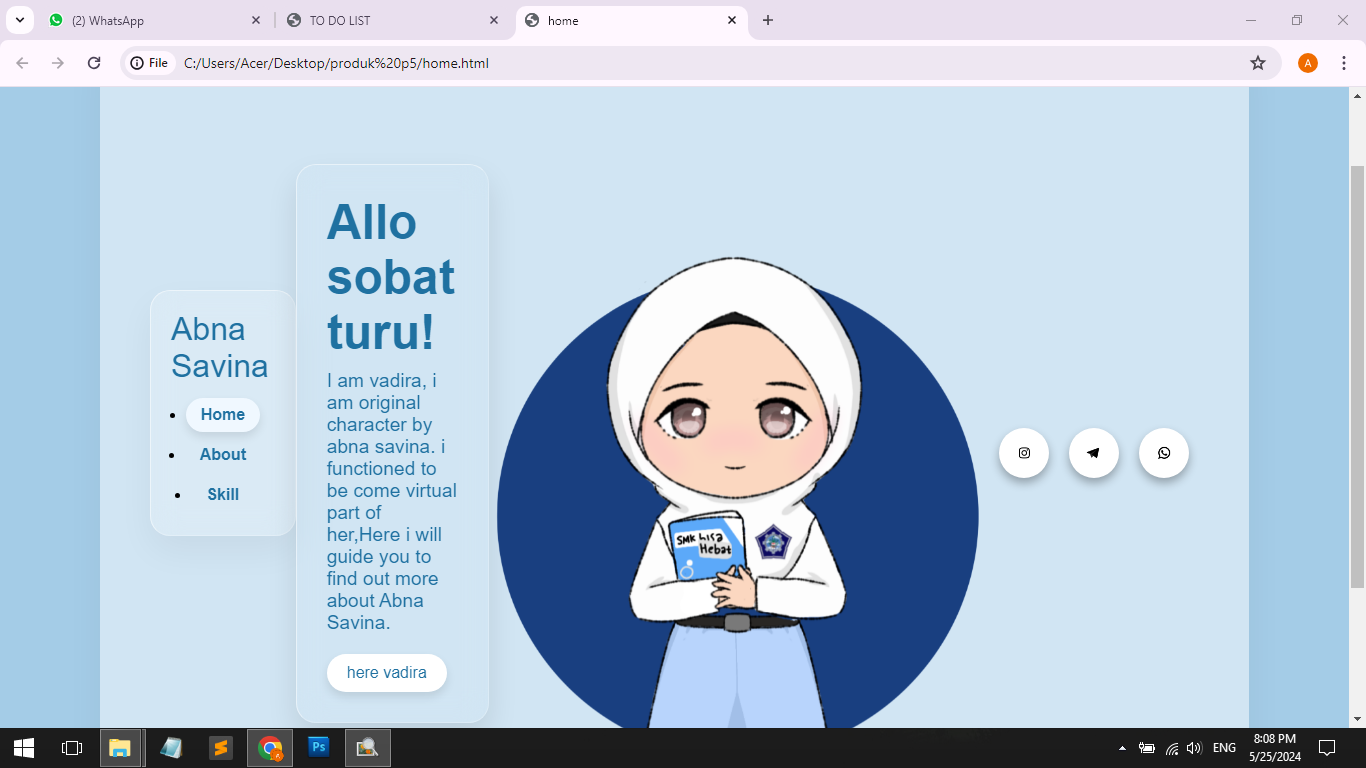 (2) WhatsApp
TO DO LIST
home
File
C:/Users/Acer/Desktop/produk%20p5/home.html
A
Abna
Savina
Home
About
Skill
Allo
sobat
turu!
I am vadira, i
am original
character by
abna savina. i
functioned to
be come virtual
part of
her,Here i will
guide you to
find out more
about Abna
Savina.
here vadira
SMK bisa
Hebat
Ps
ENG
8:08 PM
5/25/2024